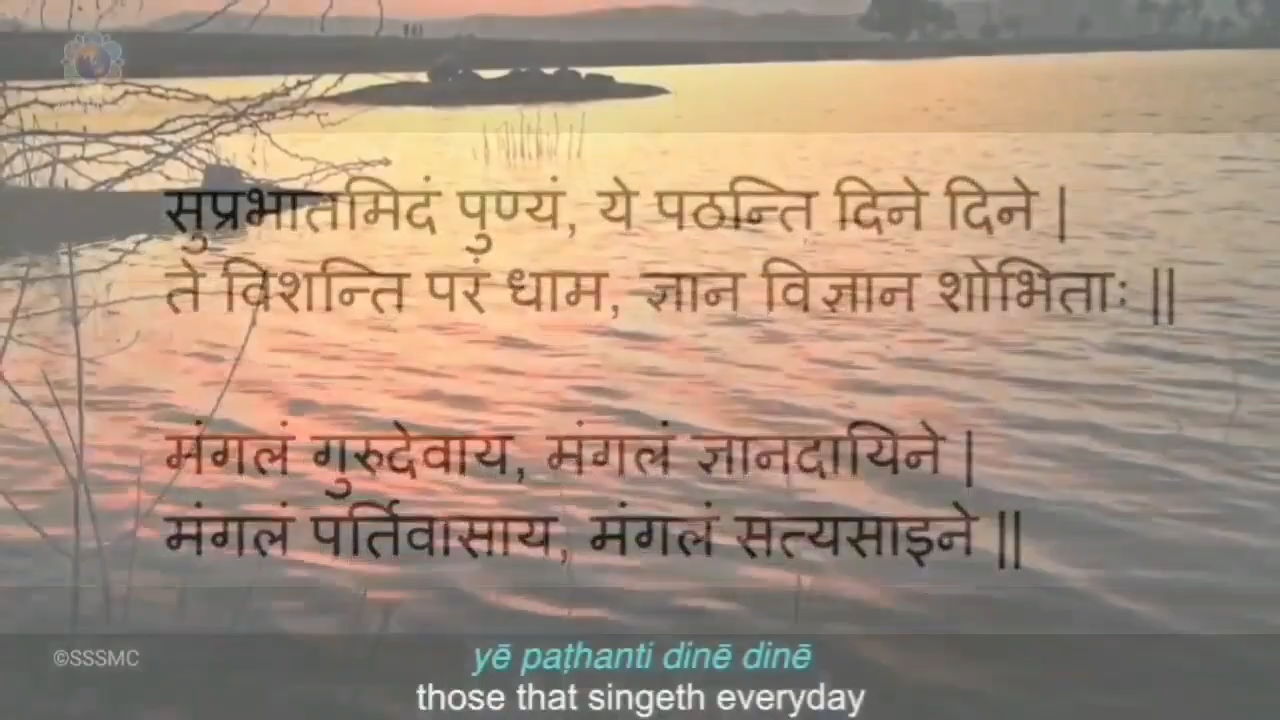 सुप्रभातमिदं पुण्यं, ये पठन्ति दिने दिने |
ते विशन्ति परं धाम, ज्ञान विज्ञान शोभिताः ||
मंगलं गुरुदेवाय, मंगलं ज्ञानदायिने |
मंगलं पर्तिवासाय, मंगलं सत्यसाइने ||
©SSSMC
yē paṭhanti dinē dinē
those that singeth everyday